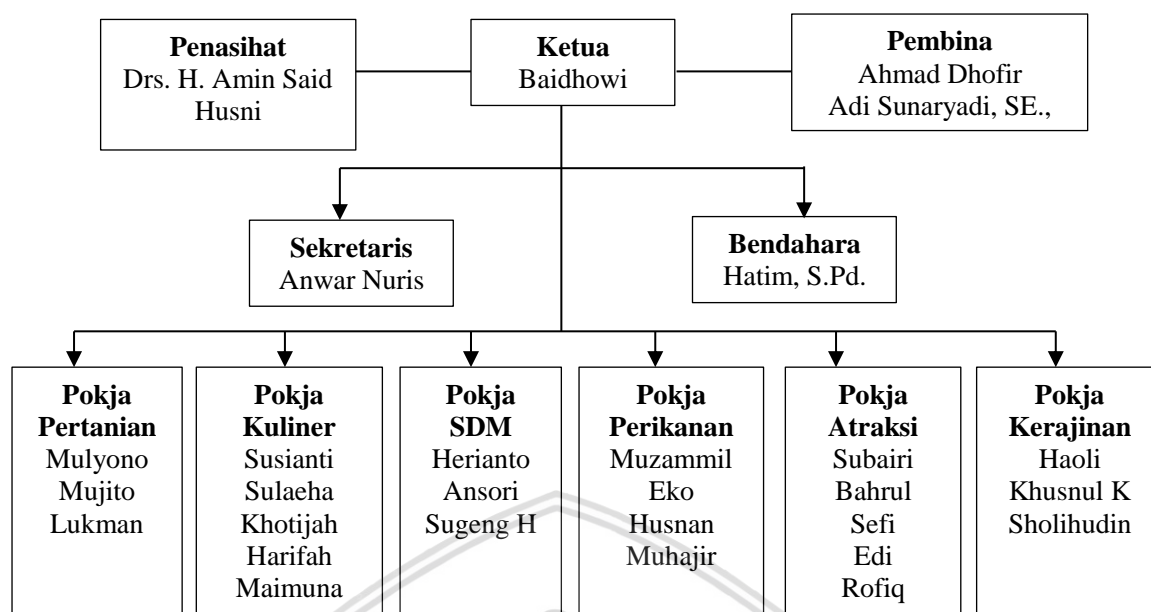 Penasihat
Drs. H. Amin Said
Husni
Ketua
Baidhowi
Pembina
Ahmad Dhofir
Adi Sunaryadi, SE.,
Sekretaris
Anwar Nuris
Bendahara
Hatim, S.Pd.
Pokja
Pertanian
Mulyono
Mujito
Lukman
Pokja
Kuliner
Susianti
Sulaeha
Khotijah
Harifah
Maimuna
Pokja
SDM
Herianto
Ansori
Sugeng H
Pokja
Perikanan
Muzammil
Eko
Husnan
Muhajir
Pokja
Atraksi
Subairi
Bahrul
Sefi
Edi
Rofiq
Pokja
Kerajinan
Haoli
Khusnul K
Sholihudin